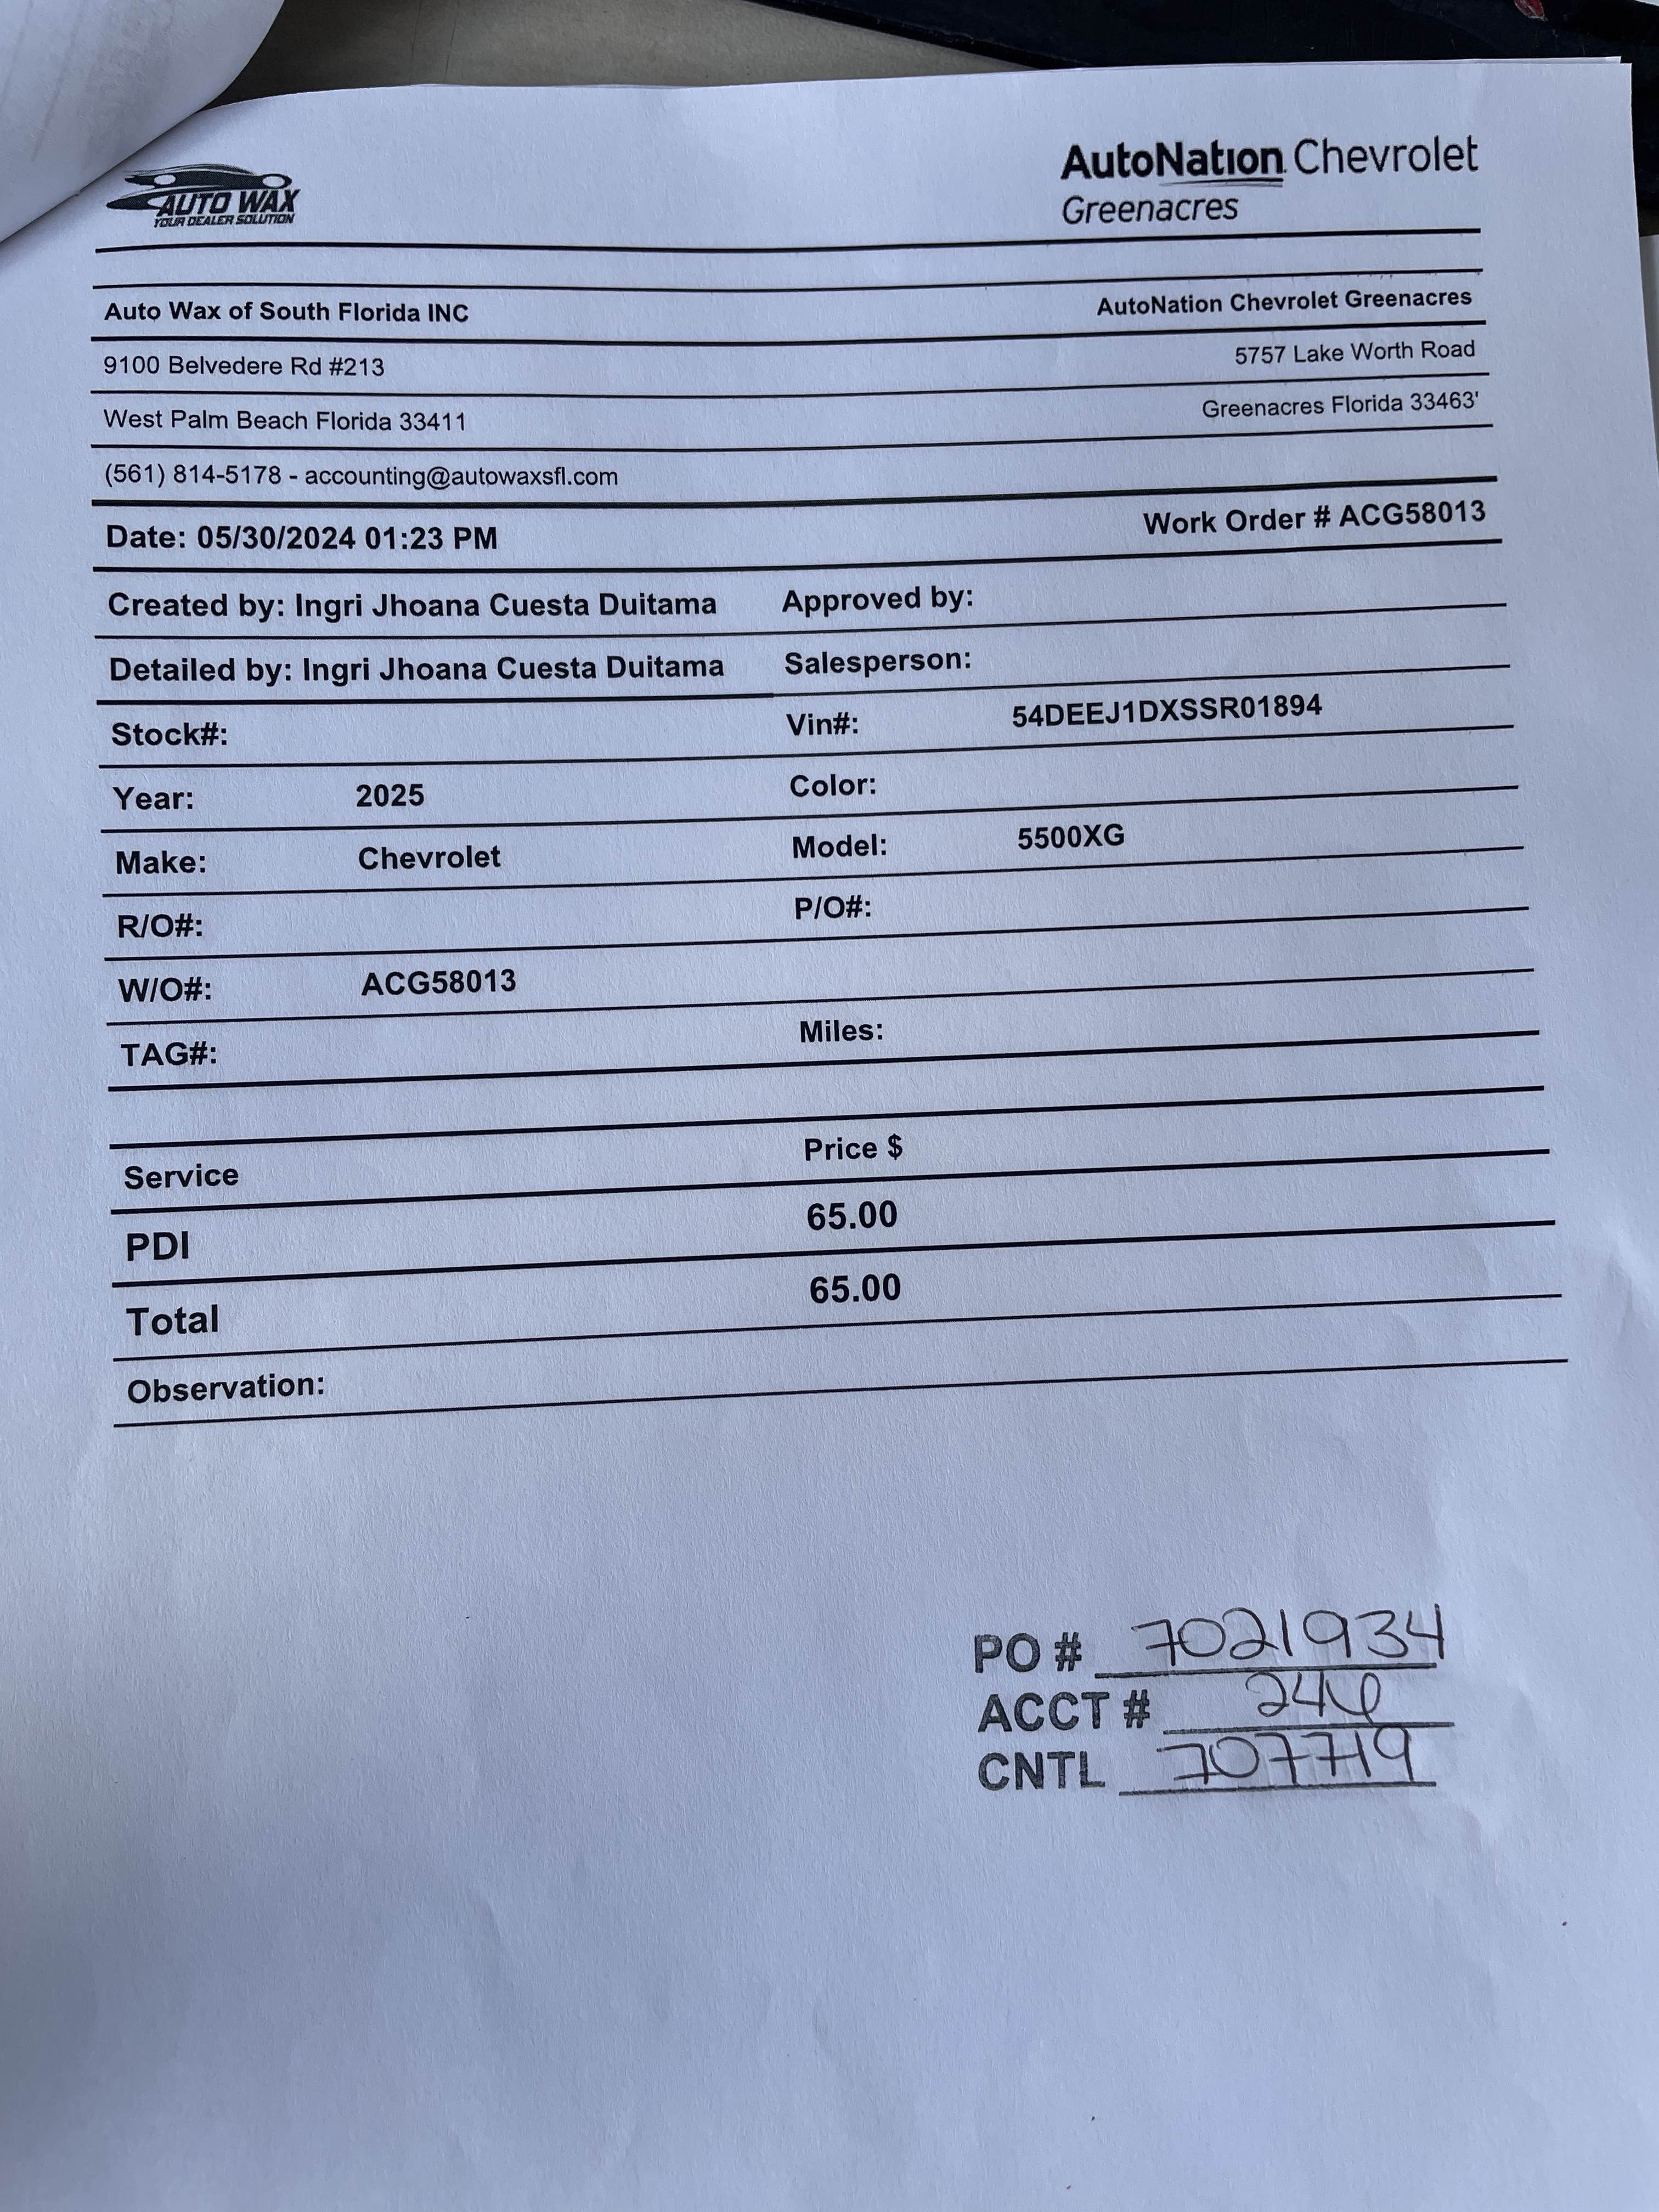 AUTO WAX
YOUR DEALER SOLUTION
AutoNation Chevrolet
Greenacres
Auto Wax of South Florida INC
AutoNation Chevrolet Greenacres
9100 Belvedere Rd #213
5757 Lake Worth Road
West Palm Beach Florida 33411
Greenacres Florida 33463'
(561) 814-5178 - accounting@autowaxsfl.com
Date: 05/30/2024 01:23 PM
Work Order # ACG58013
Created by: Ingri Jhoana Cuesta Duitama
Approved by:
Detailed by: Ingri Jhoana Cuesta Duitama
Salesperson:
Stock#:
Vin#: 54DEEJ1DXSSR01894
Year: 2025
Color:
Make: Chevrolet
Model: 5500XG
R/O#:
P/O#:
W/O#: ACG58013
TAG#:
Miles:
Service Price $
PDI 65.00
Total 65.00
Observation:
PO # 7021934
ACCT # 246
CNTL 707719